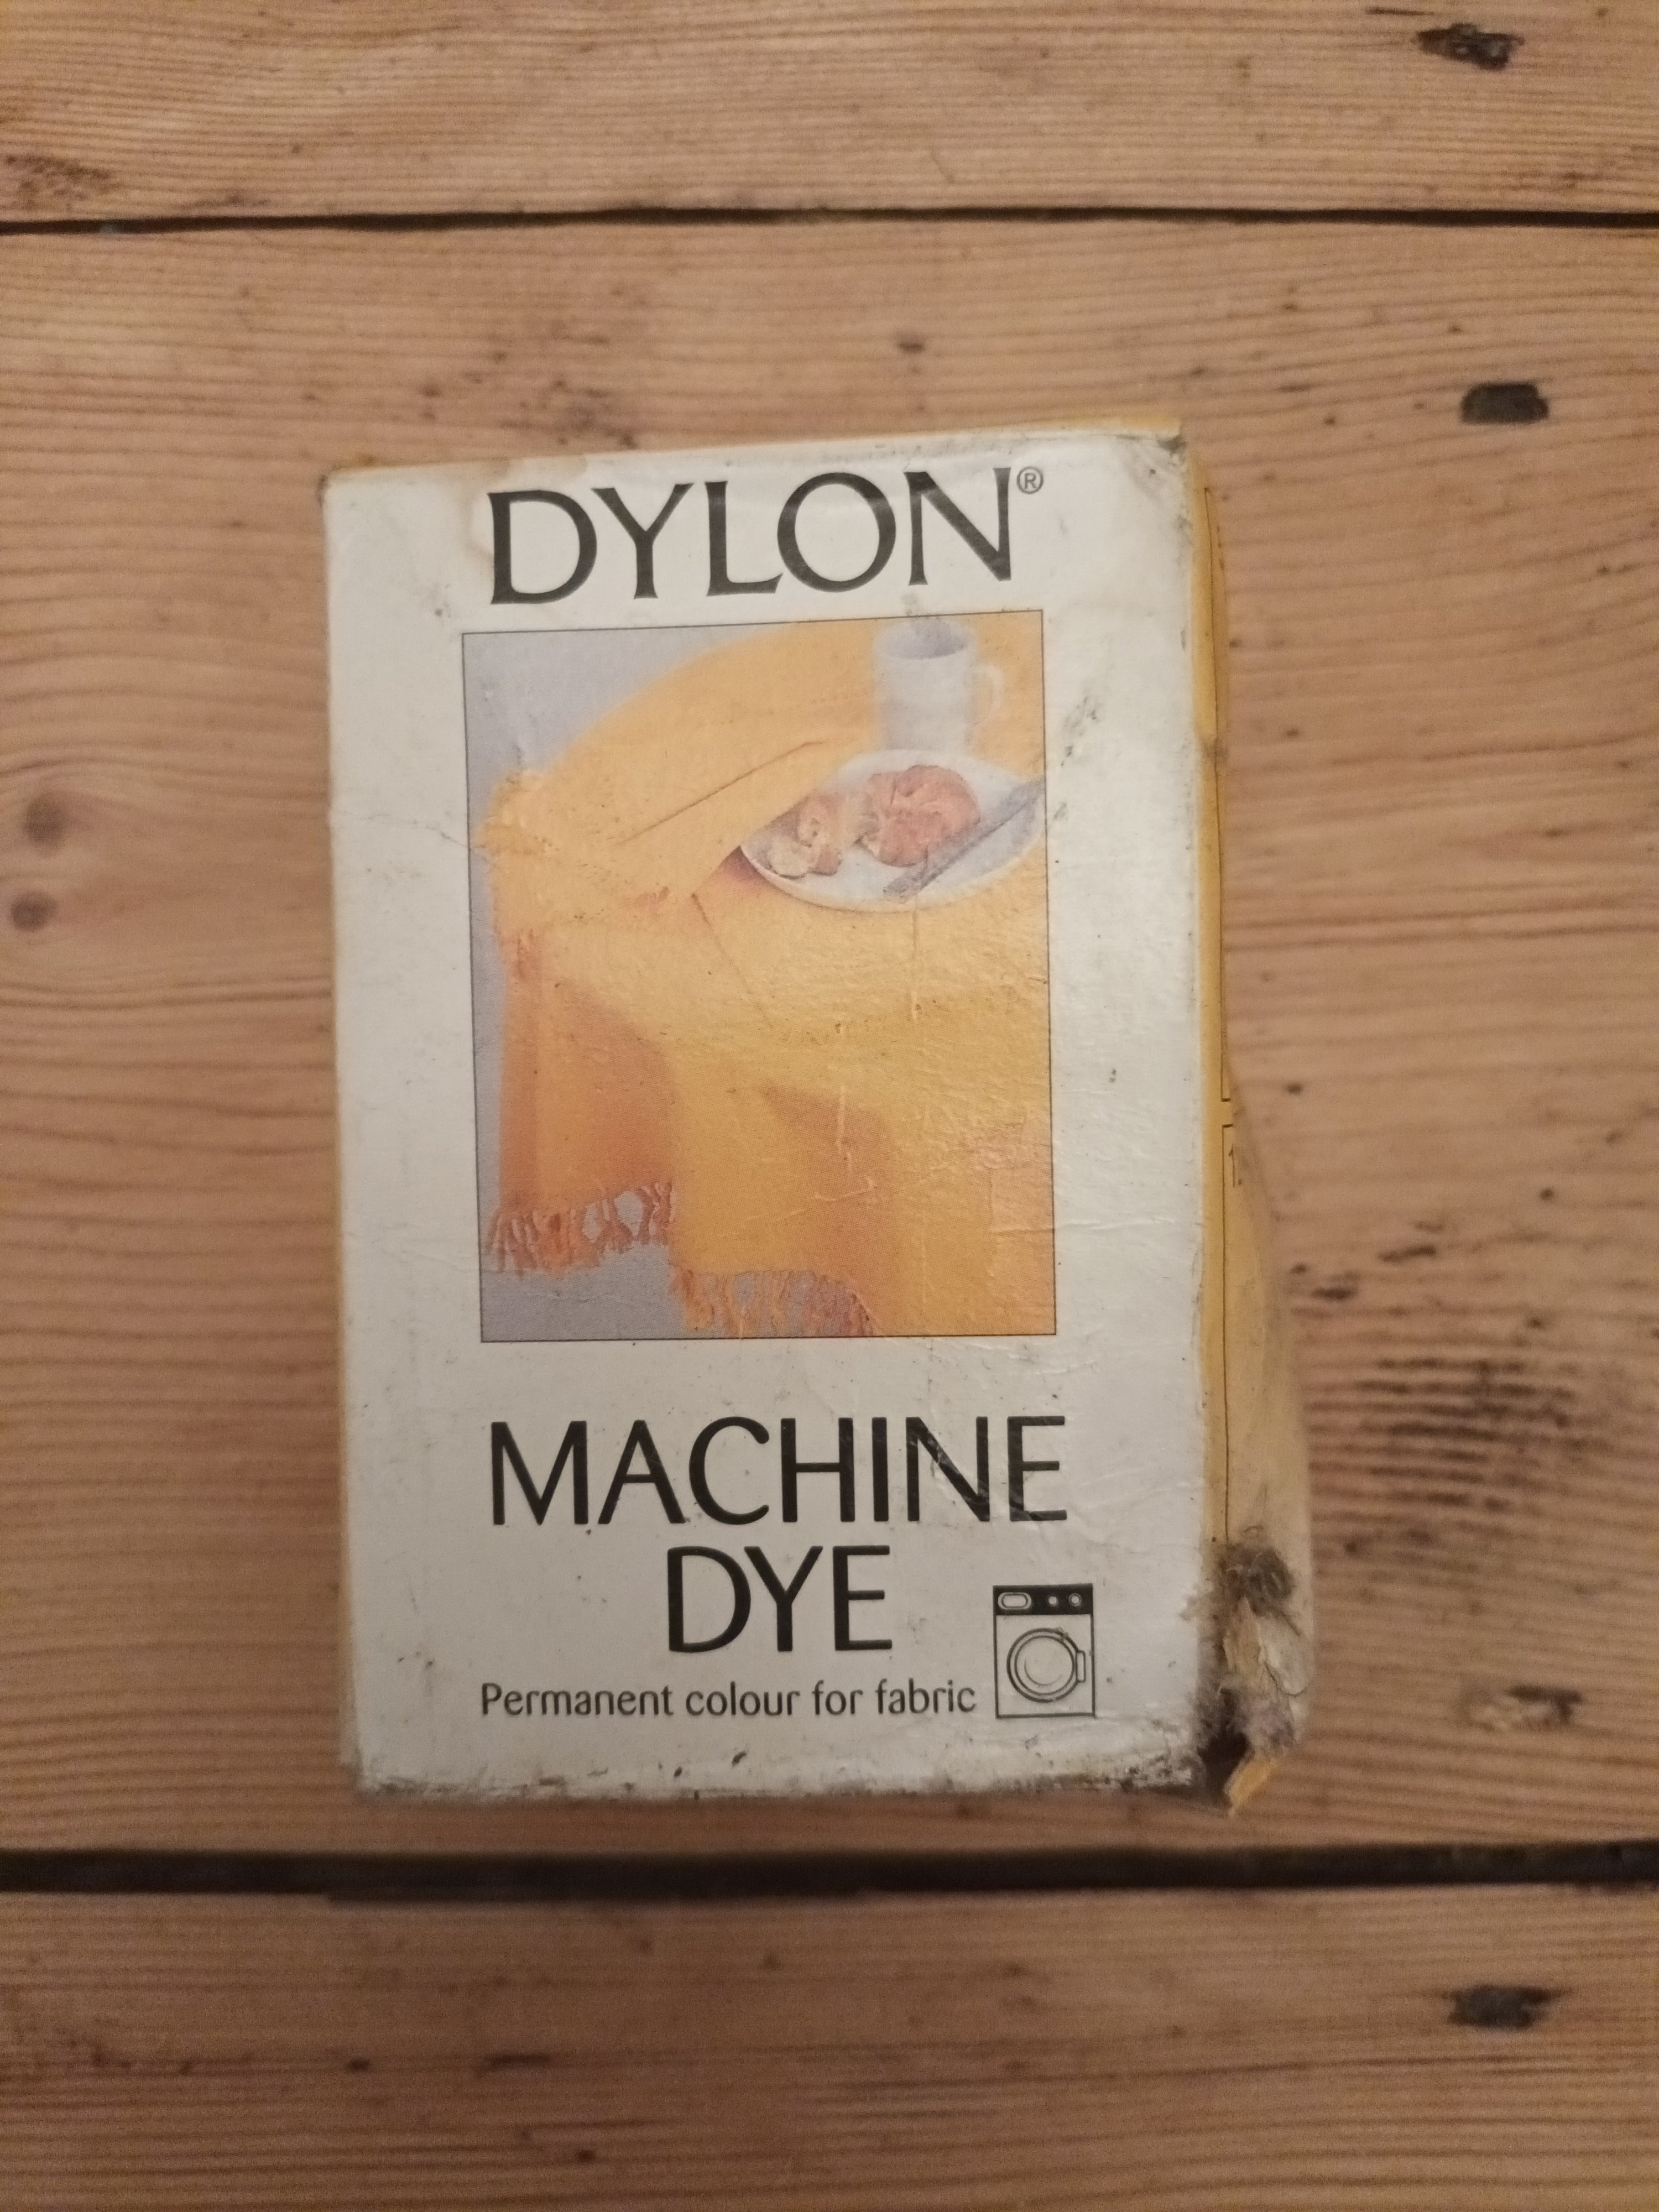 DYLON®
MACHINE
DYE
Permanent colour for fabric